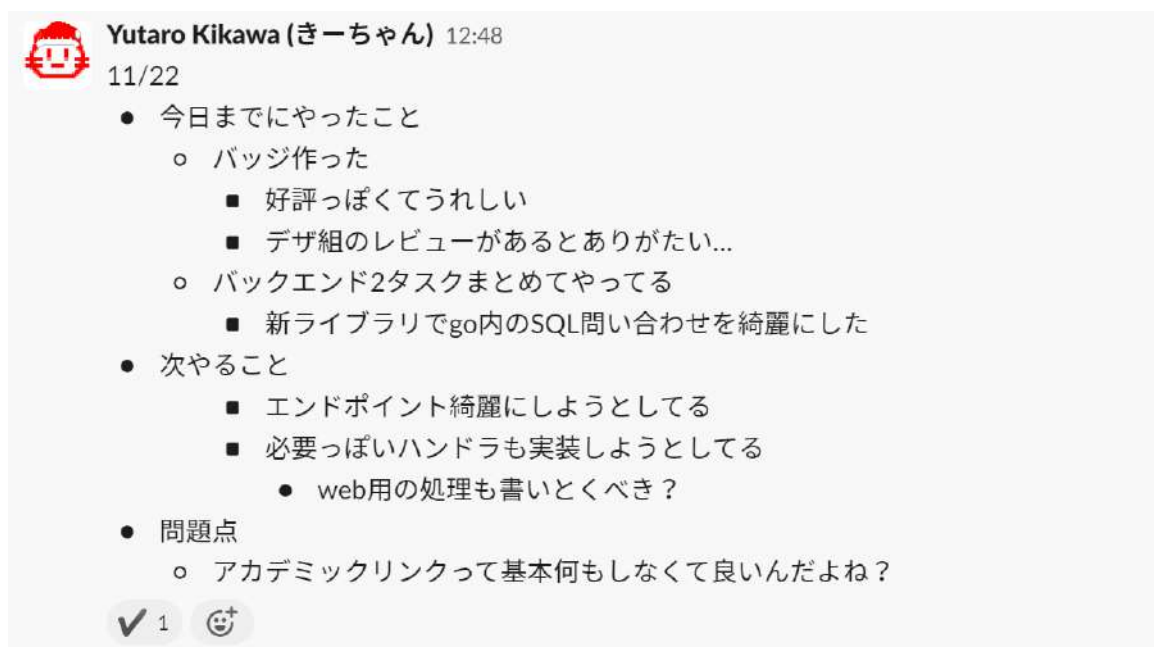 Yutaro Kikawa (きーちゃん) 12:48
11/22
• 今日までにやったこと
◦ バッジ作った
▪ 好評っぽくてうれしい
▪ デザ組のレビューがあるとありがたい...
◦ バックエンド2タスクまとめてやってる
▪ 新ライブラリでgo内のSQL問い合わせを綺麗にした
• 次やること
▪ エンドポイント綺麗にしようとしてる
▪ 必要っぽいハンドラも実装しようとしてる
• web用の処理も書いとくべき？
• 問題点
◦ アカデミックリンクって基本何もしなくて良いんだよね？
✔ 1